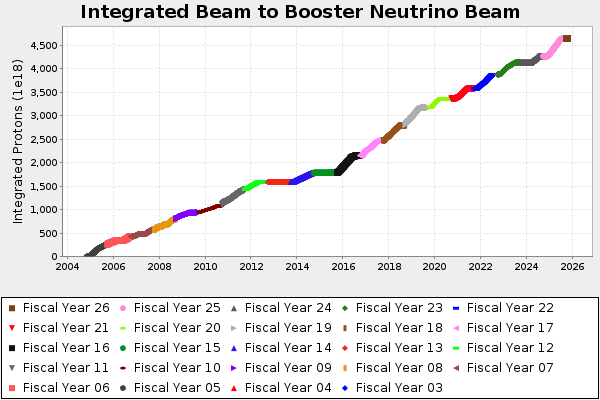 Integrated Beam to Booster Neutrino Beam
Integrated Protons (1e18)
4,500
4,000
3,500
3,000
2,500
2,000
1,500
1,000
500
0
2004 2006 2008 2010 2012 2014 2016 2018 2020 2022 2024 2026
Fiscal Year 26 Fiscal Year 25 Fiscal Year 24 Fiscal Year 23 Fiscal Year 22
Fiscal Year 21 Fiscal Year 20 Fiscal Year 19 Fiscal Year 18 Fiscal Year 17
Fiscal Year 16 Fiscal Year 15 Fiscal Year 14 Fiscal Year 13 Fiscal Year 12
Fiscal Year 11 Fiscal Year 10 Fiscal Year 09 Fiscal Year 08 Fiscal Year 07
Fiscal Year 06 Fiscal Year 05 Fiscal Year 04 Fiscal Year 03